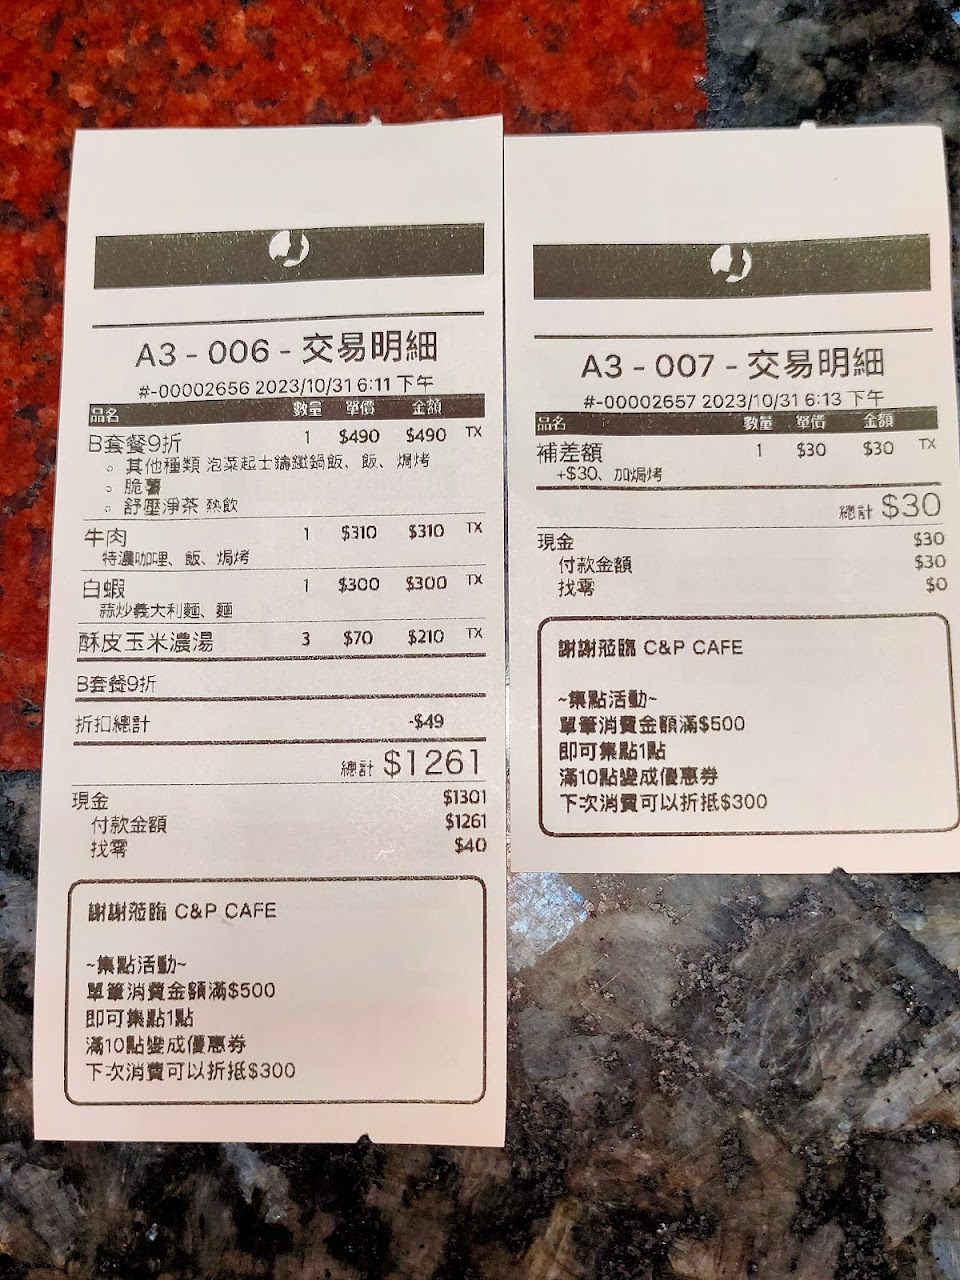 A3 - 006 - 交易明細
#-00002656 2023/10/31 6:11 下午
品名 數量 單價 金額
B套餐9折 1 $490 $490 TX
◦ 其他種類 泡菜起士鑄鐵鍋飯、飯、焗烤
◦ 脆薯
◦ 舒壓淨茶 熱飲
牛肉 1 $310 $310 TX
特濃咖哩、飯、焗烤
白蝦 1 $300 $300 TX
蒜炒義大利麵、麵
酥皮玉米濃湯 3 $70 $210 TX
B套餐9折
折扣總計 -$49
總計 $1261
現金 $1301
付款金額 $1261
找零 $40
謝謝蒞臨 C&P CAFE
~集點活動~
單筆消費金額滿$500
即可集點1點
滿10點變成優惠券
下次消費可以折抵$300
A3 - 007 - 交易明細
#-00002657 2023/10/31 6:13 下午
品名 數量 單價 金額
補差額 1 $30 $30 TX
+$30、加焗烤
總計 $30
現金 $30
付款金額 $30
找零 $0
謝謝蒞臨 C&P CAFE
~集點活動~
單筆消費金額滿$500
即可集點1點
滿10點變成優惠券
下次消費可以折抵$300